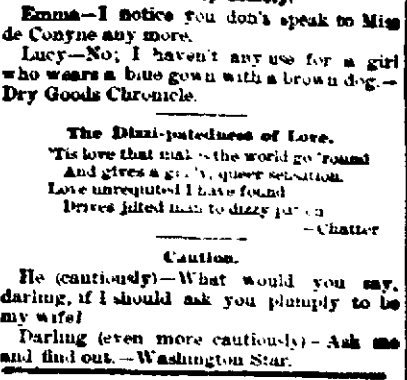 Emma—I notice you don's speak to Miss
de Conyne any more.
Lucy—No; I haven't any use for a girl
who wears a blue gown with a brown dog.—
Dry Goods Chronicle.
The Dizzi-patedness of Love.
'Tis love that makes the world go 'round
And gives a giddy, queer sensation.
Love unrequited I have found
Drives jilted man to dizzy
—Chatter
Caution.
He (cautiously)—What would you say,
darling, if I should ask you plumply to be
my wife?
Darling (even more cautiously)—Ask me
and find out.—Washington Star.